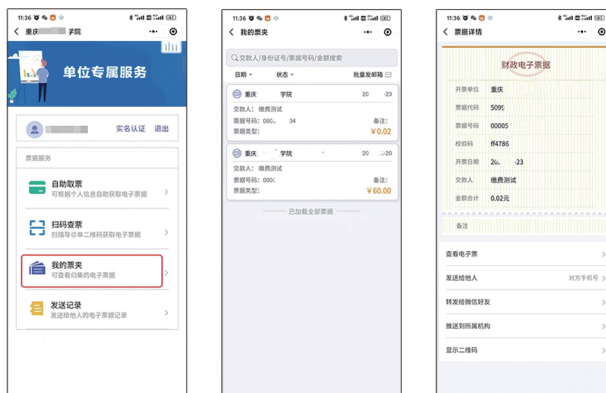 11:36
重庆 学院
单位专属服务
实名认证 退出
票据服务
自助取票
可根据个人信息自助获取电子票据
扫码查票
扫描导诊单二维码获取电子票据
我的票夹
可查看归集的电子票据
发送记录
发送给他人的电子票据记录
11:36
我的票夹
交款人/身份证号/票据号码/金额搜索
日期 状态 批量发邮箱
重庆 学院 20 -23
交款人： 缴费测试
票据号码： 000. 34 备注：
票据类型： ￥0.02
重庆 学院 20 -20
交款人： 缴费测试
票据号码： 000 备注：
票据类型： ￥60.00
已加载全部票据
11:36
票据详情
财政电子票据
开票单位 重庆
票据代码 5099
票据号码 00005
校验码 ff4786
开票日期 20 -23
交款人 缴费测试
金额合计 0.02元
备注
查看电子票
发送给他人 对方手机号
转发给微信好友
推送到所属机构
显示二维码